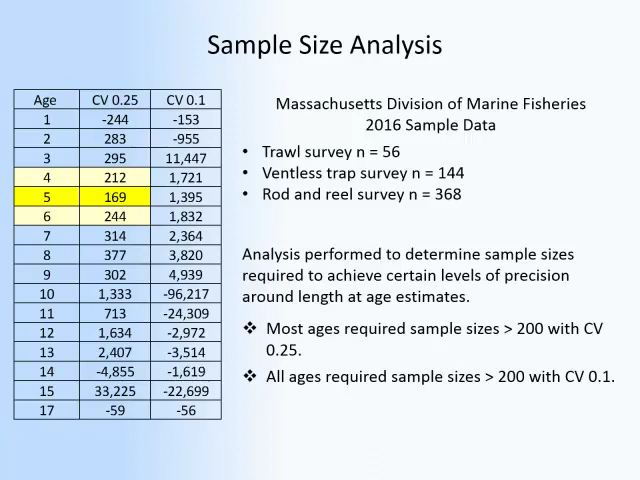 Sample Size Analysis
Age CV 0.25 CV 0.1
1 -244 -153
2 283 -955
3 295 11,447
4 212 1,721
5 169 1,395
6 244 1,832
7 314 2,364
8 377 3,820
9 302 4,939
10 1,333 -96,217
11 713 -24,309
12 1,634 -2,972
13 2,407 -3,514
14 -4,855 -1,619
15 33,225 -22,699
17 -59 -56
Massachusetts Division of Marine Fisheries
2016 Sample Data
• Trawl survey n = 56
• Ventless trap survey n = 144
• Rod and reel survey n = 368
Analysis performed to determine sample sizes
required to achieve certain levels of precision
around length at age estimates.
❖ Most ages required sample sizes > 200 with CV
0.25.
❖ All ages required sample sizes > 200 with CV 0.1.